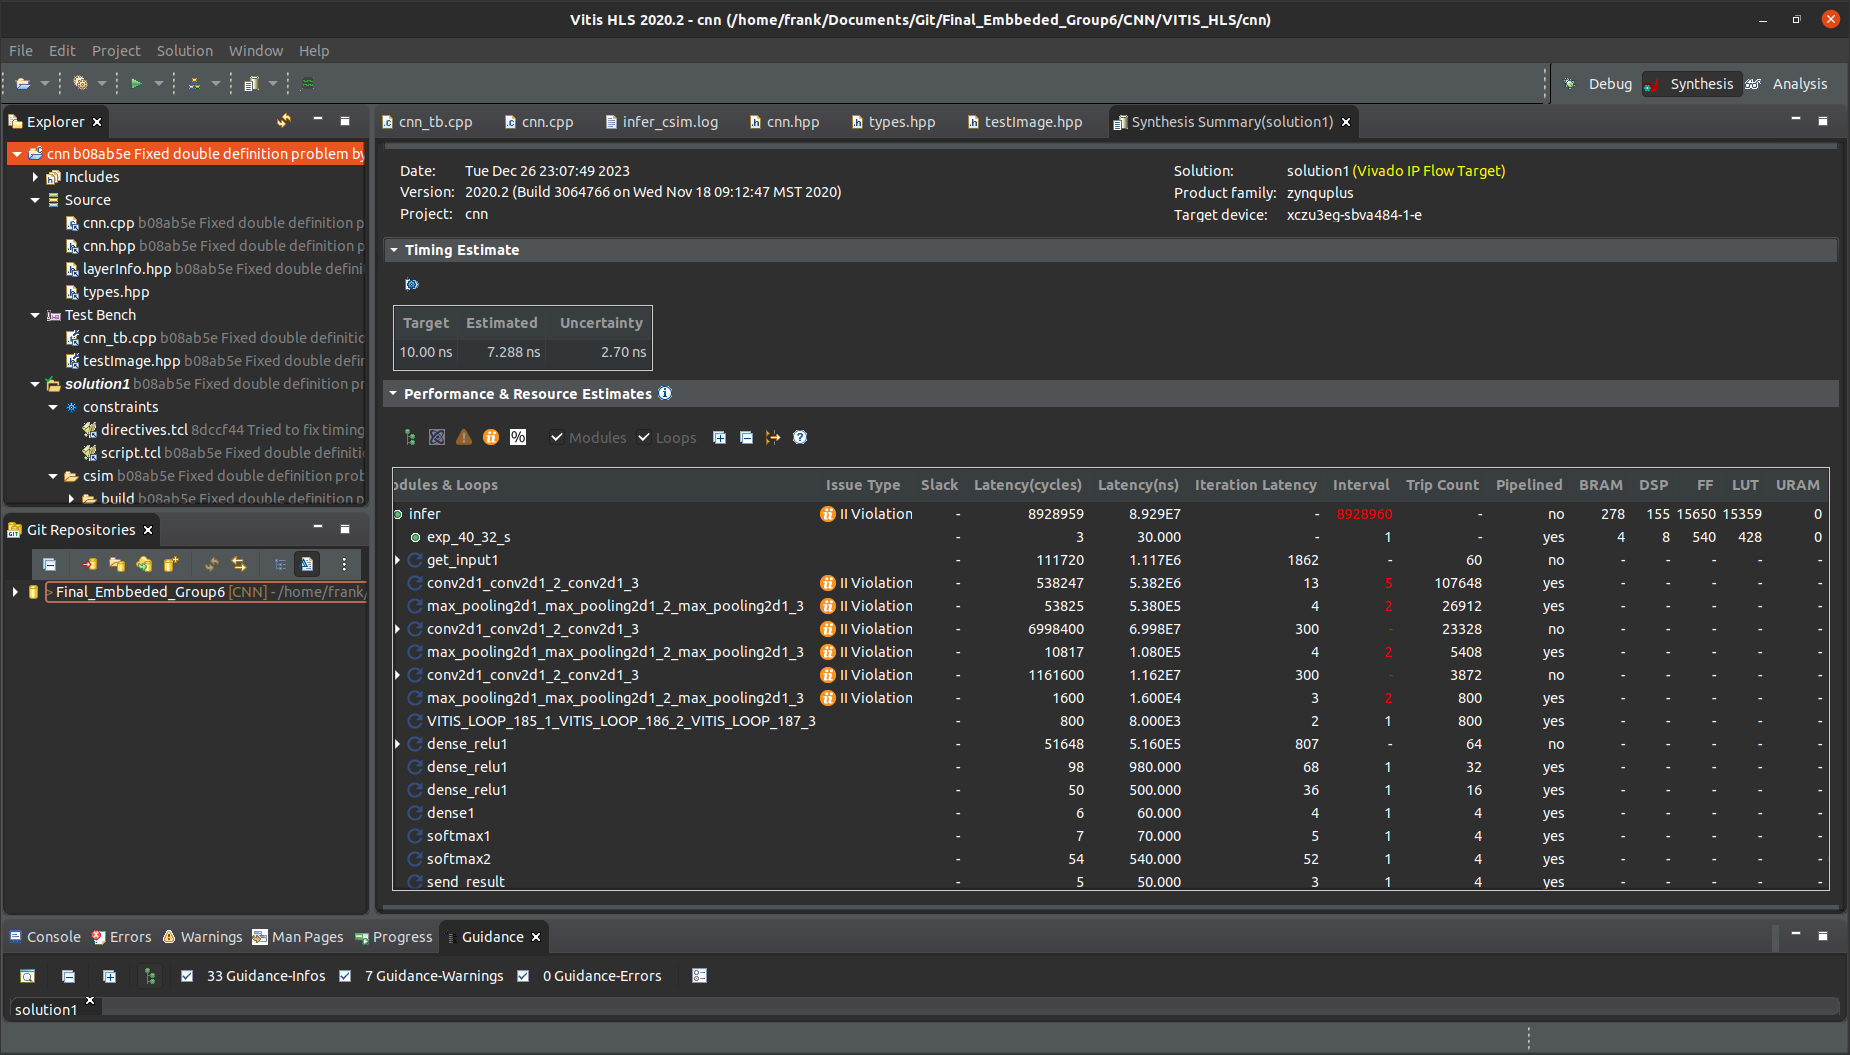 Vitis HLS 2020.2 - cnn (/home/frank/Documents/Git/Final_Embbeded_Group6/CNN/VITIS_HLS/cnn)
File Edit Project Solution Window Help
Debug Synthesis Analysis
Explorer
cnn b08ab5e Fixed double definition problem by
Includes
Source
cnn.cpp b08ab5e Fixed double definition p
cnn.hpp b08ab5e Fixed double definition p
layerInfo.hpp b08ab5e Fixed double defini
types.hpp
Test Bench
cnn_tb.cpp b08ab5e Fixed double definitio
testImage.hpp b08ab5e Fixed double defir
solution1 b08ab5e Fixed double definition pr
constraints
directives.tcl 8dccf44 Tried to fix timing
script.tcl b08ab5e Fixed double definiti
csim b08ab5e Fixed double definition prob
build b08ab5e Fixed double definition p
Git Repositories
> Final_Embbeded_Group6 [CNN] - /home/frank/
cnn_tb.cpp cnn.cpp infer_csim.log cnn.hpp types.hpp testImage.hpp Synthesis Summary(solution1)
Date: Tue Dec 26 23:07:49 2023
Version: 2020.2 (Build 3064766 on Wed Nov 18 09:12:47 MST 2020)
Project: cnn
Solution: solution1 (Vivado IP Flow Target)
Product family: zynquplus
Target device: xczu3eg-sbva484-1-e
Timing Estimate
Target Estimated Uncertainty
10.00 ns 7.288 ns 2.70 ns
Performance & Resource Estimates
% Modules Loops
odules & Loops Issue Type Slack Latency(cycles) Latency(ns) Iteration Latency Interval Trip Count Pipelined BRAM DSP FF LUT URAM
infer II Violation - 8928959 8.929E7 - 8928960 - no 278 155 15650 15359 0
exp_40_32_s - 3 30.000 - 1 - yes 4 8 540 428 0
get_input1 - 111720 1.117E6 1862 - 60 no - - - - -
conv2d1_conv2d1_2_conv2d1_3 II Violation - 538247 5.382E6 13 5 107648 yes - - - - -
max_pooling2d1_max_pooling2d1_2_max_pooling2d1_3 II Violation - 53825 5.380E5 4 2 26912 yes - - - - -
conv2d1_conv2d1_2_conv2d1_3 II Violation - 6998400 6.998E7 300 - 23328 no - - - - -
max_pooling2d1_max_pooling2d1_2_max_pooling2d1_3 II Violation - 10817 1.080E5 4 2 5408 yes - - - - -
conv2d1_conv2d1_2_conv2d1_3 II Violation - 1161600 1.162E7 300 - 3872 no - - - - -
max_pooling2d1_max_pooling2d1_2_max_pooling2d1_3 II Violation - 1600 1.600E4 3 2 800 yes - - - - -
VITIS_LOOP_185_1_VITIS_LOOP_186_2_VITIS_LOOP_187_3 - 800 8.000E3 2 1 800 yes - - - - -
dense_relu1 - 51648 5.160E5 807 - 64 no - - - - -
dense_relu1 - 98 980.000 68 1 32 yes - - - - -
dense_relu1 - 50 500.000 36 1 16 yes - - - - -
dense1 - 6 60.000 4 1 4 yes - - - - -
softmax1 - 7 70.000 5 1 4 yes - - - - -
softmax2 - 54 540.000 52 1 4 yes - - - - -
send_result - 5 50.000 3 1 4 yes - - - - -
Console Errors Warnings Man Pages Progress Guidance
33 Guidance-Infos 7 Guidance-Warnings 0 Guidance-Errors
solution1